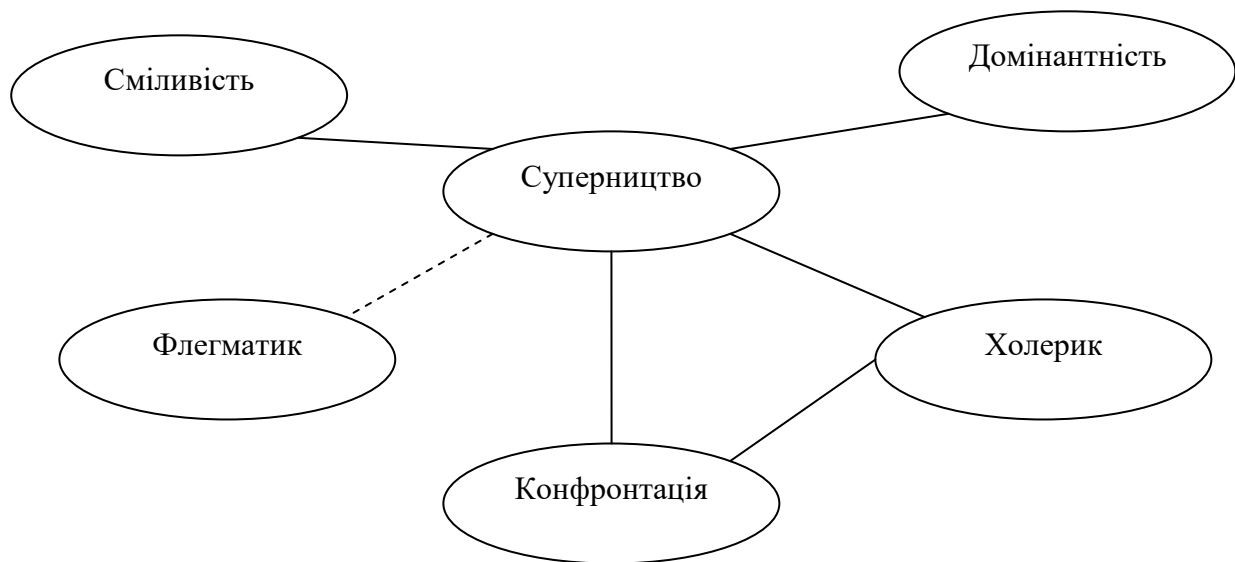 Сміливість
Домінантність
Суперництво
Флегматик
Холерик
Конфронтація